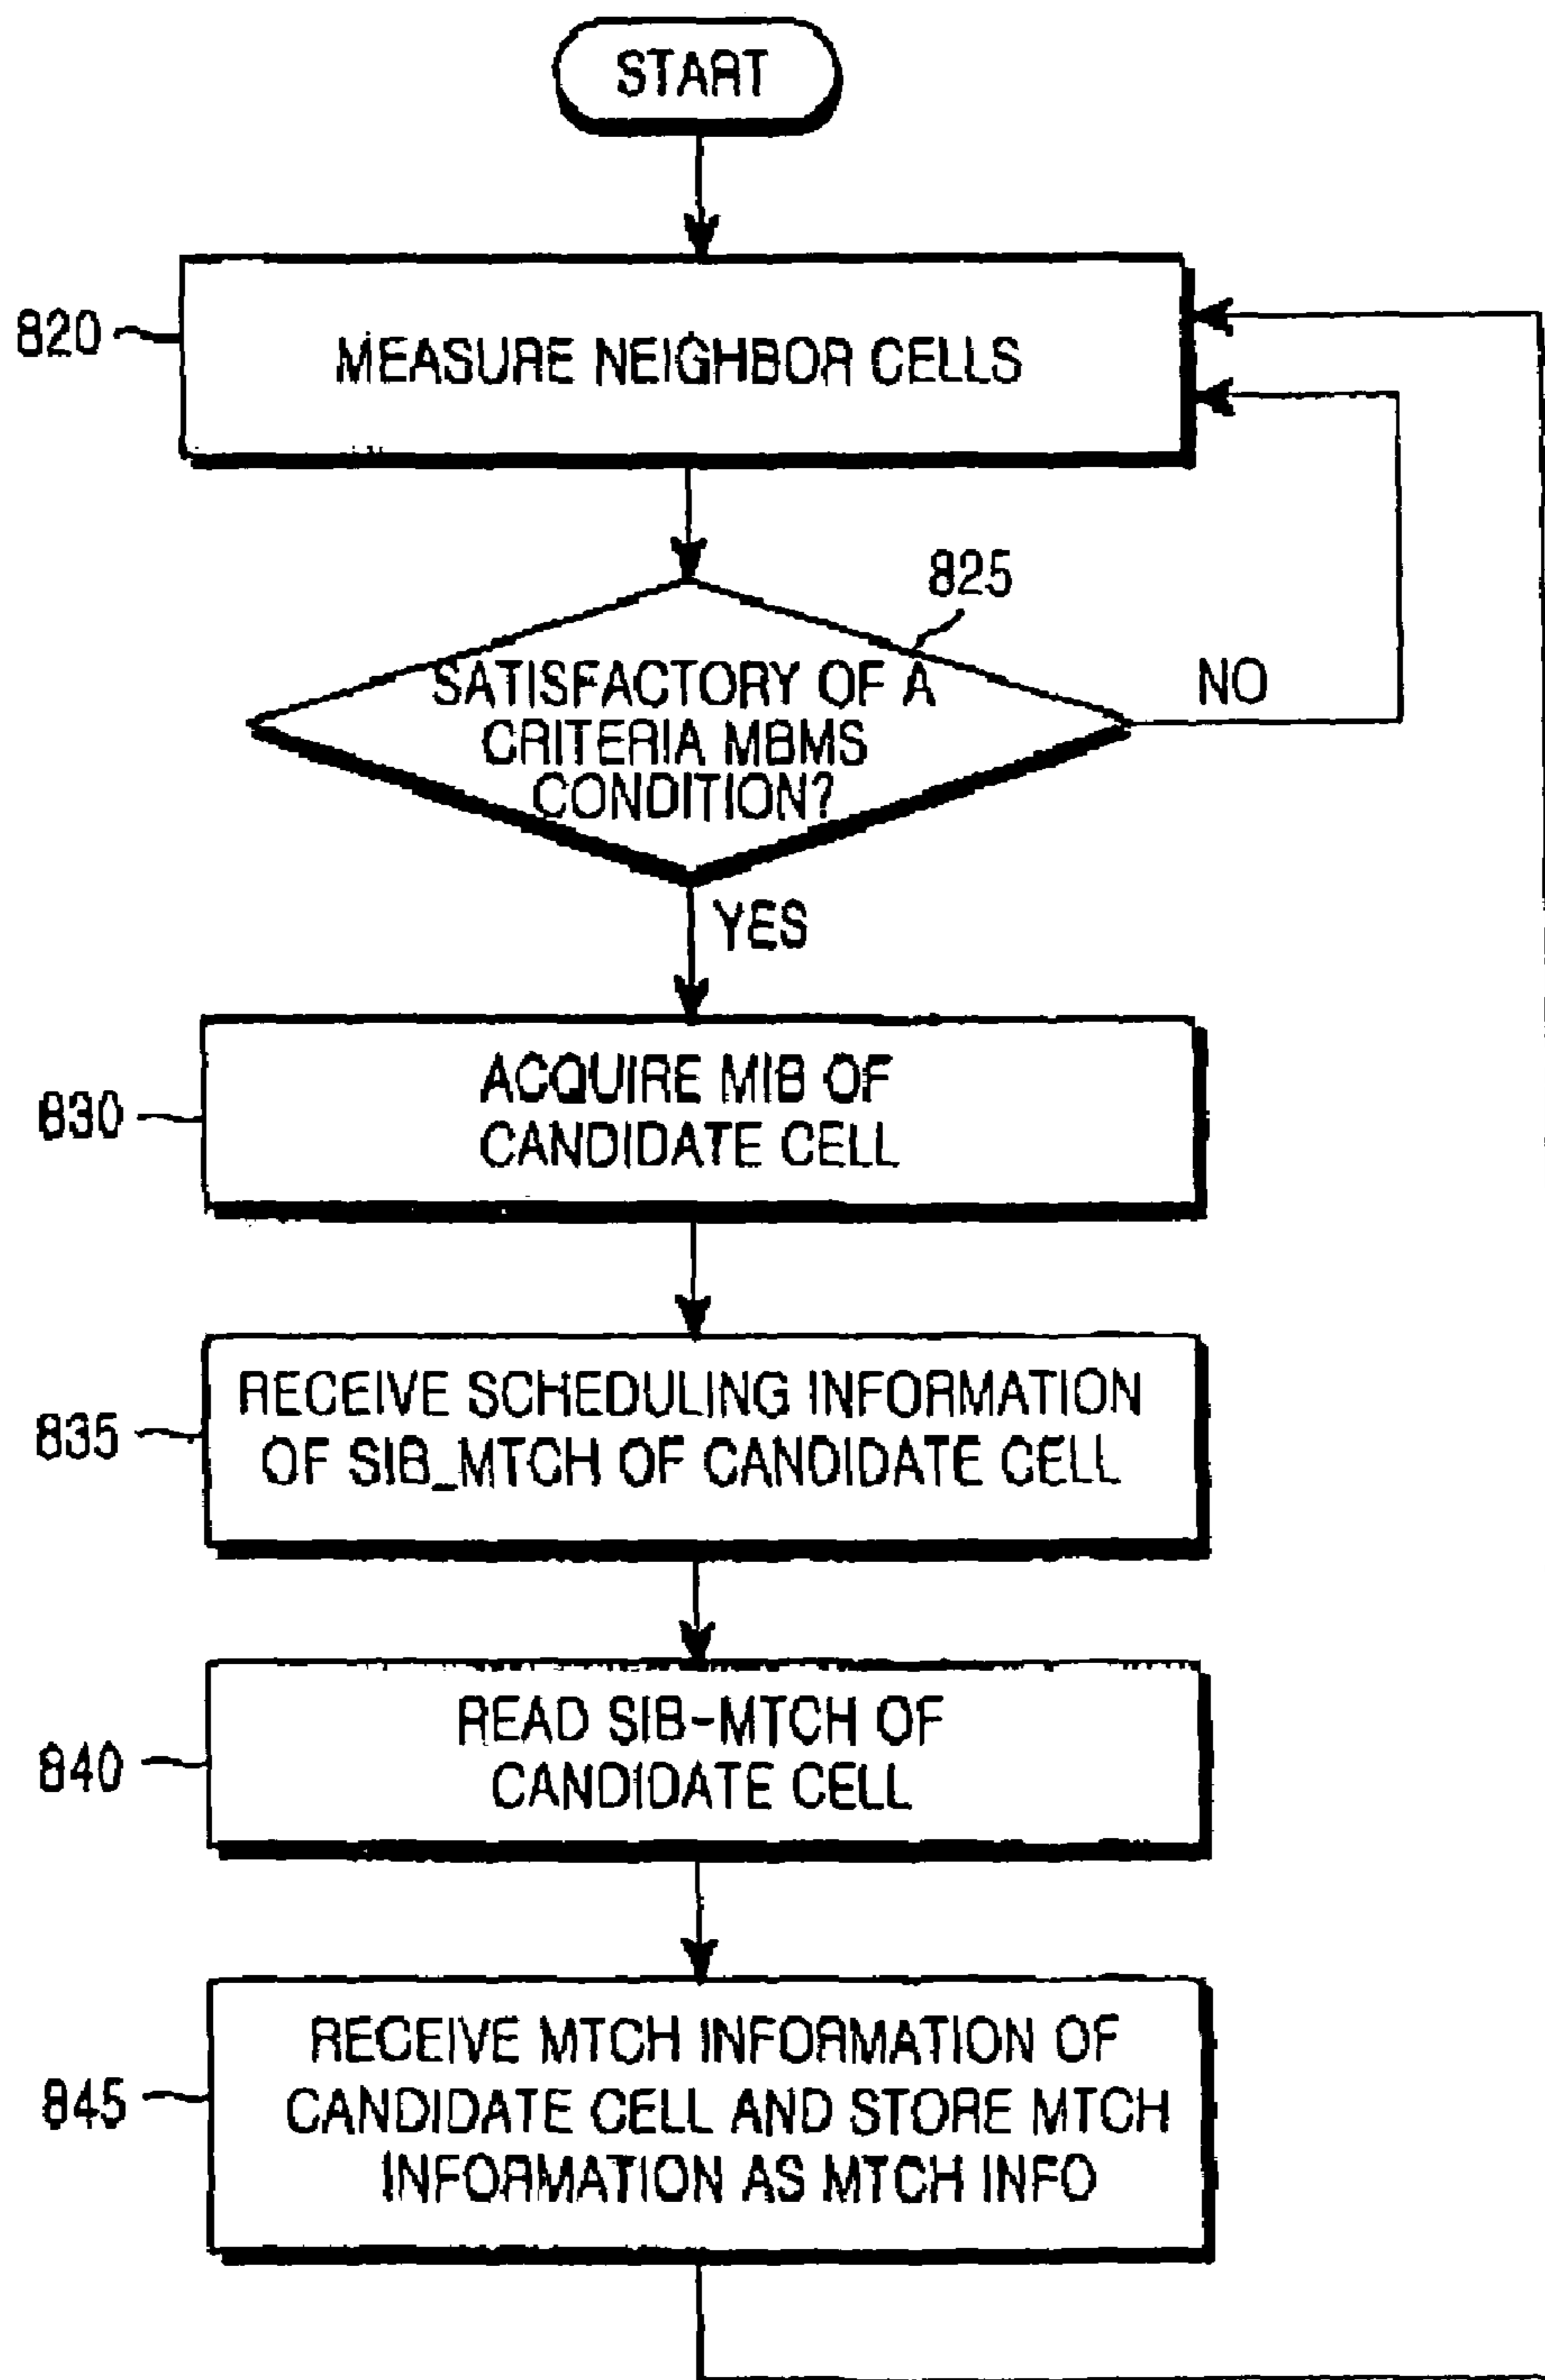 START
820
MEASURE NEIGHBOR CELLS
825
SATISFACTORY OF A
CRITERIA MBMS
CONDITION?
NO
YES
830
ACQUIRE MIB OF
CANDIDATE CELL
835
RECEIVE SCHEDULING INFORMATION
OF SIB_MTCH OF CANDIDATE CELL
840
READ SIB-MTCH OF
CANDIDATE CELL
845
RECEIVE MTCH INFORMATION OF
CANDIDATE CELL AND STORE MTCH
INFORMATION AS MTCH INFO